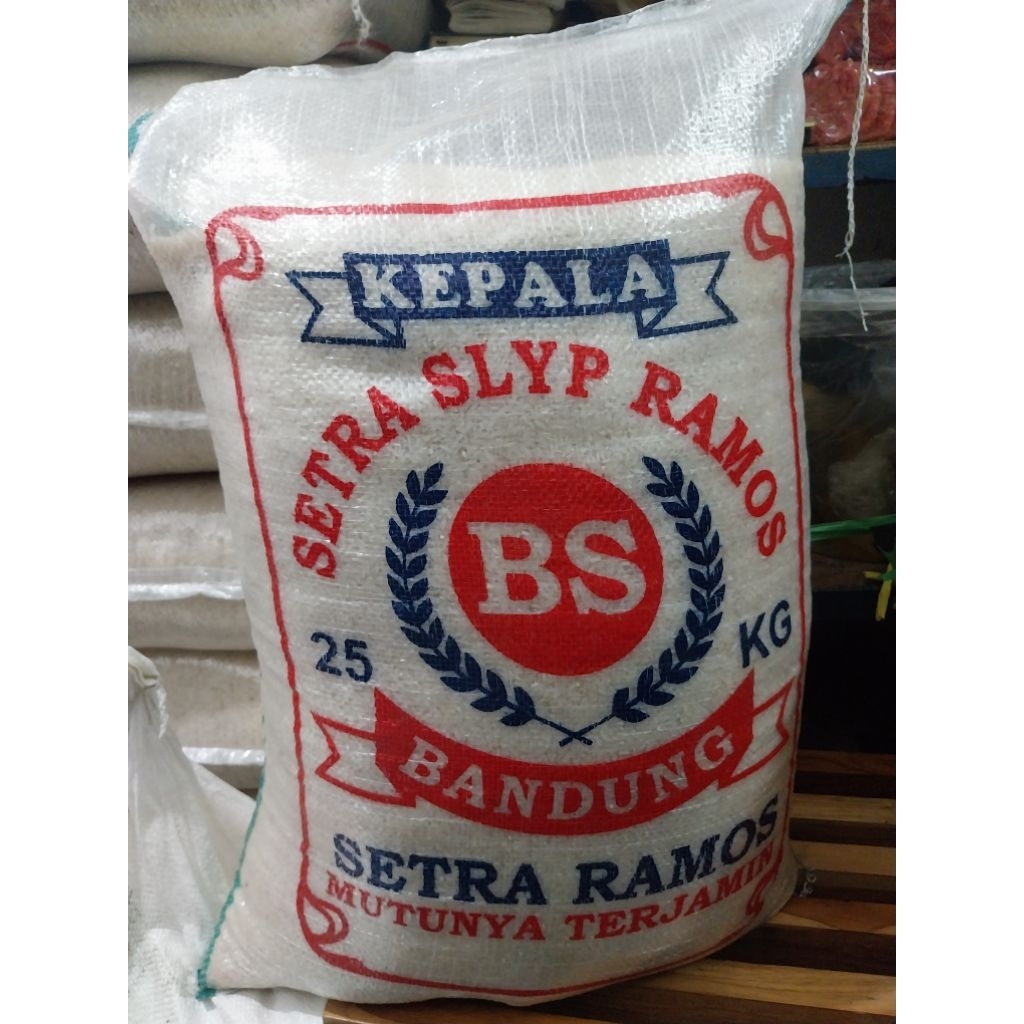 KEPALA
SETRA SLYP RAMOS
BS
25 KG
BANDUNG
SETRA RAMOS
MUTUNYA TERJAMIN